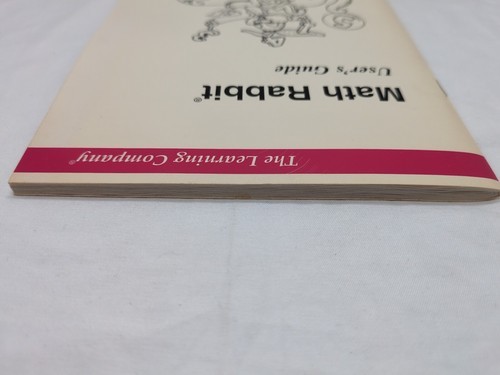 The Learning Company®
Math Rabbit®
User's Guide